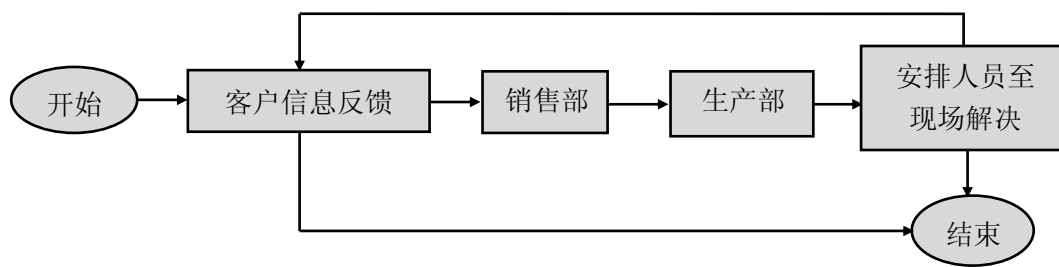 开始
客户信息反馈
销售部
生产部
安排人员至
现场解决
结束